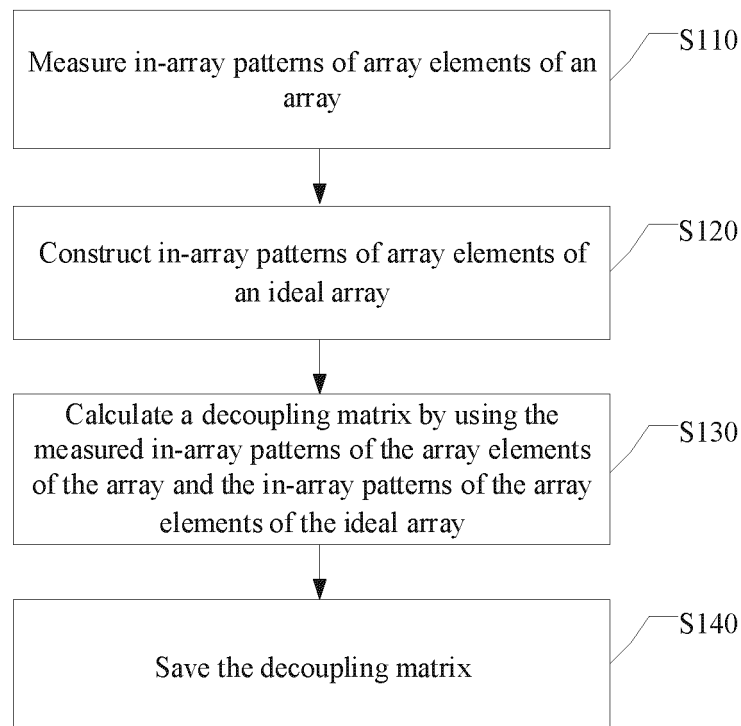 Measure in-array patterns of array elements of an
array
S110
Construct in-array patterns of array elements of
an ideal array
S120
Calculate a decoupling matrix by using the
measured in-array patterns of the array elements
of the array and the in-array patterns of the array
elements of the ideal array
S130
Save the decoupling matrix
S140